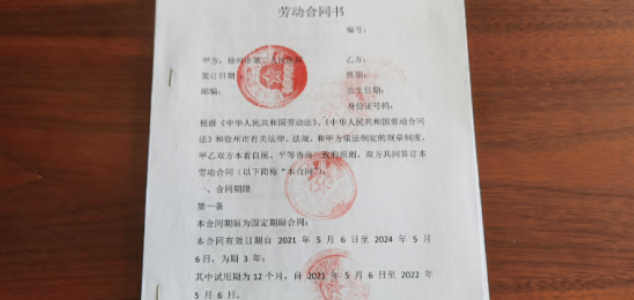 劳动合同书
编号：
甲方：徐州市第二人民医院
乙方：
签订日期
性别：
邮编：
出生日期：
身份证号码：
根据《中华人民共和国劳动法》、《中华人民共和国劳动合同
法》和徐州市有关法律、法规，和甲方依法制定的规章制度，
甲乙双方本着自愿、平等协商一致的原则，双方共同签订本
劳动合同（以下简称“本合同”）。
一、合同期限
第一条
本合同期限为固定期限合同：
本合同有效日期自 2021 年 5 月 6 日至 2024 年 5 月
6 日，为期 3 年；
其中试用期为12个月，自 2021 年 5 月 6 日至 2022 年
5 月 6 日。